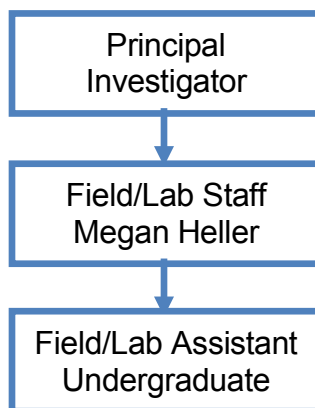 Principal
Investigator
Field/Lab Staff
Megan Heller
Field/Lab Assistant
Undergraduate